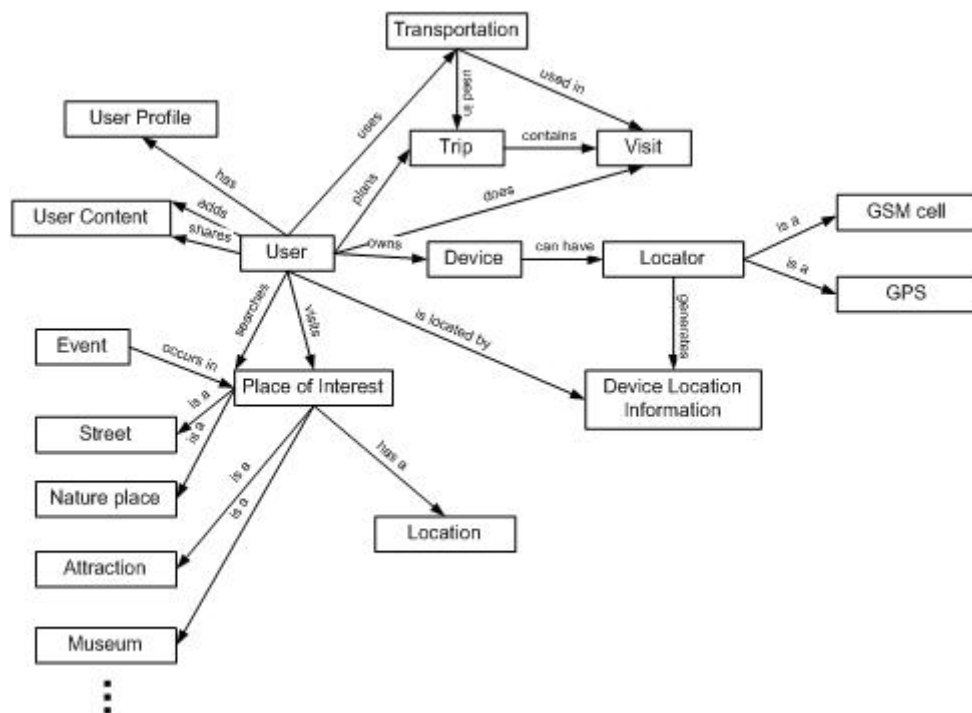 Transportation
used in
used in
uses
User Profile
Trip
contains
Visit
has
plans
does
adds
User Content
shares
User
owns
Device
can have
Locator
is a
GSM cell
is a
GPS
searches
visits
is located by
generates
Event
occurs in
Place of Interest
Device Location
Information
is a
Street
is a
has a
Nature place
is a
is a
Location
Attraction
Museum